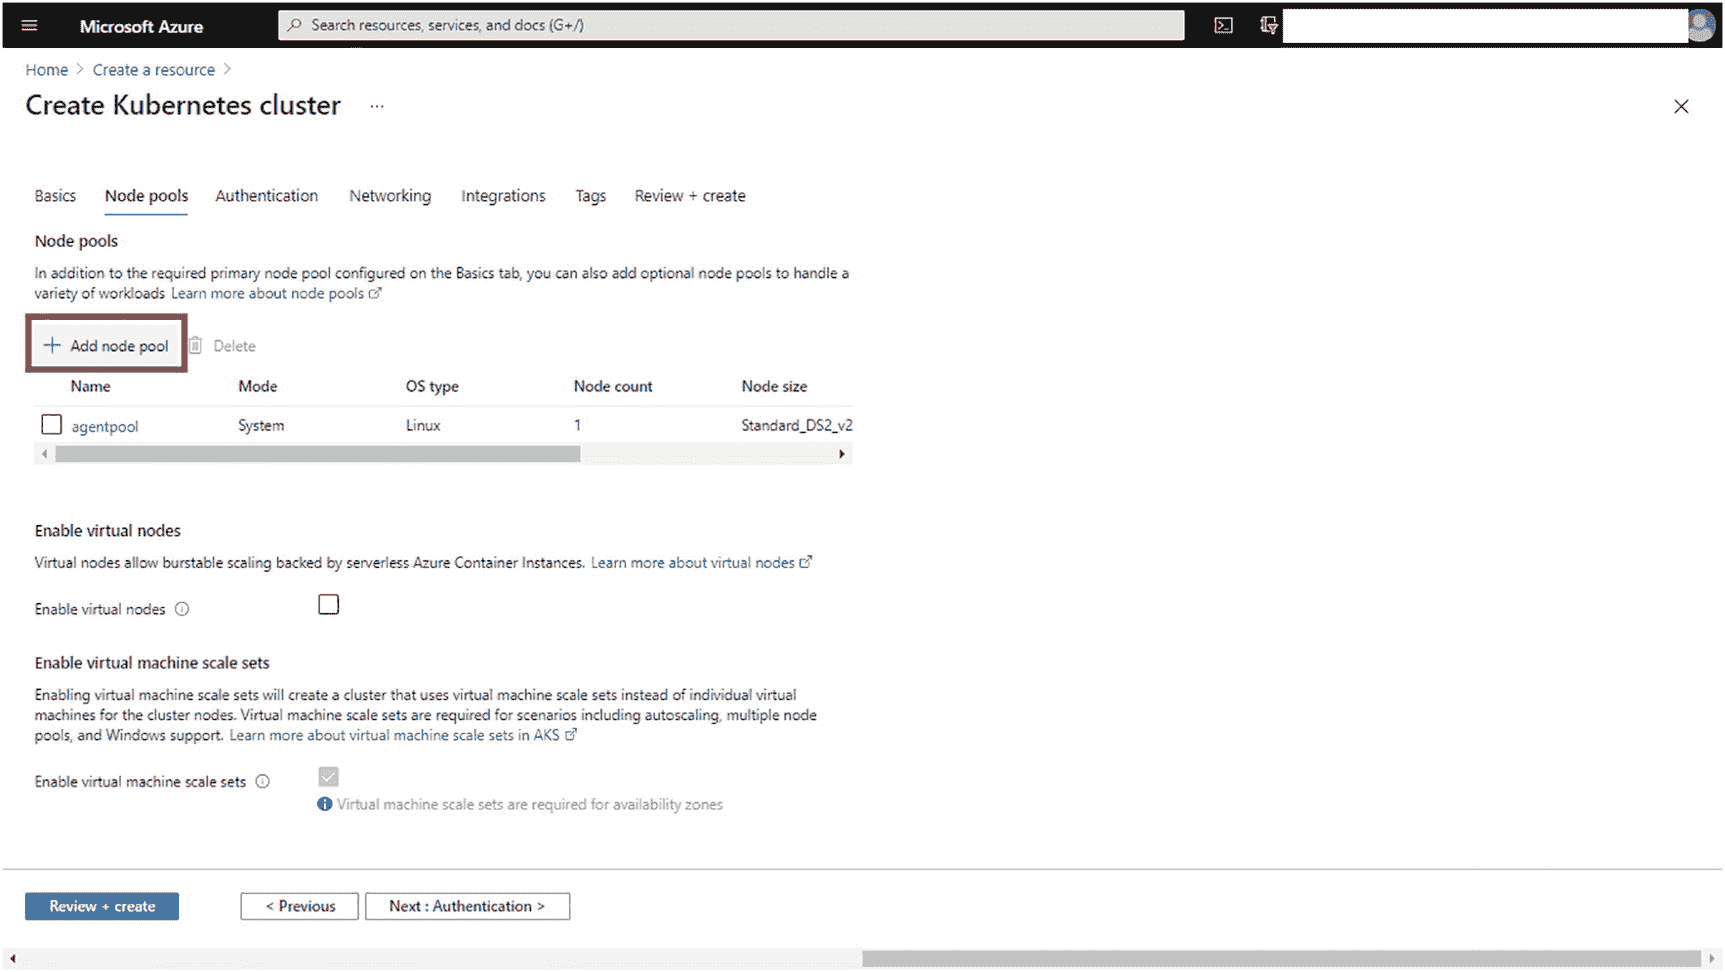 Microsoft Azure
Search resources, services, and docs (G+/)
Home > Create a resource >
Create Kubernetes cluster ...
Basics Node pools Authentication Networking Integrations Tags Review + create
Node pools
In addition to the required primary node pool configured on the Basics tab, you can also add optional node pools to handle a
variety of workloads Learn more about node pools
+ Add node pool Delete
Name Mode OS type Node count Node size
agentpool System Linux 1 Standard_DS2_v2
Enable virtual nodes
Virtual nodes allow burstable scaling backed by serverless Azure Container Instances. Learn more about virtual nodes
Enable virtual nodes
Enable virtual machine scale sets
Enabling virtual machine scale sets will create a cluster that uses virtual machine scale sets instead of individual virtual
machines for the cluster nodes. Virtual machine scale sets are required for scenarios including autoscaling, multiple node
pools, and Windows support. Learn more about virtual machine scale sets in AKS
Enable virtual machine scale sets
Virtual machine scale sets are required for availability zones
Review + create < Previous Next : Authentication >